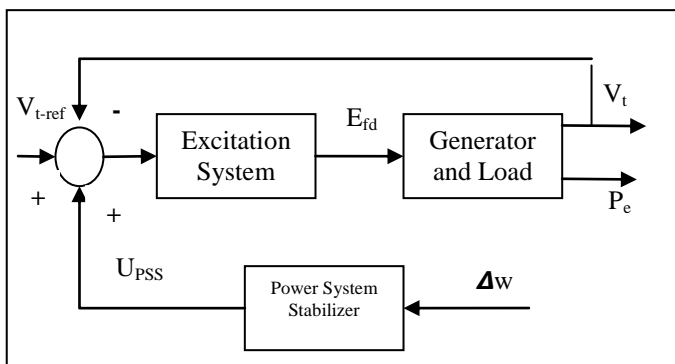 V_t-ref
-
V_t
E_fd
Excitation
System
Generator
and Load
+
+
P_e
U_PSS
Power System
Stabilizer
Δw